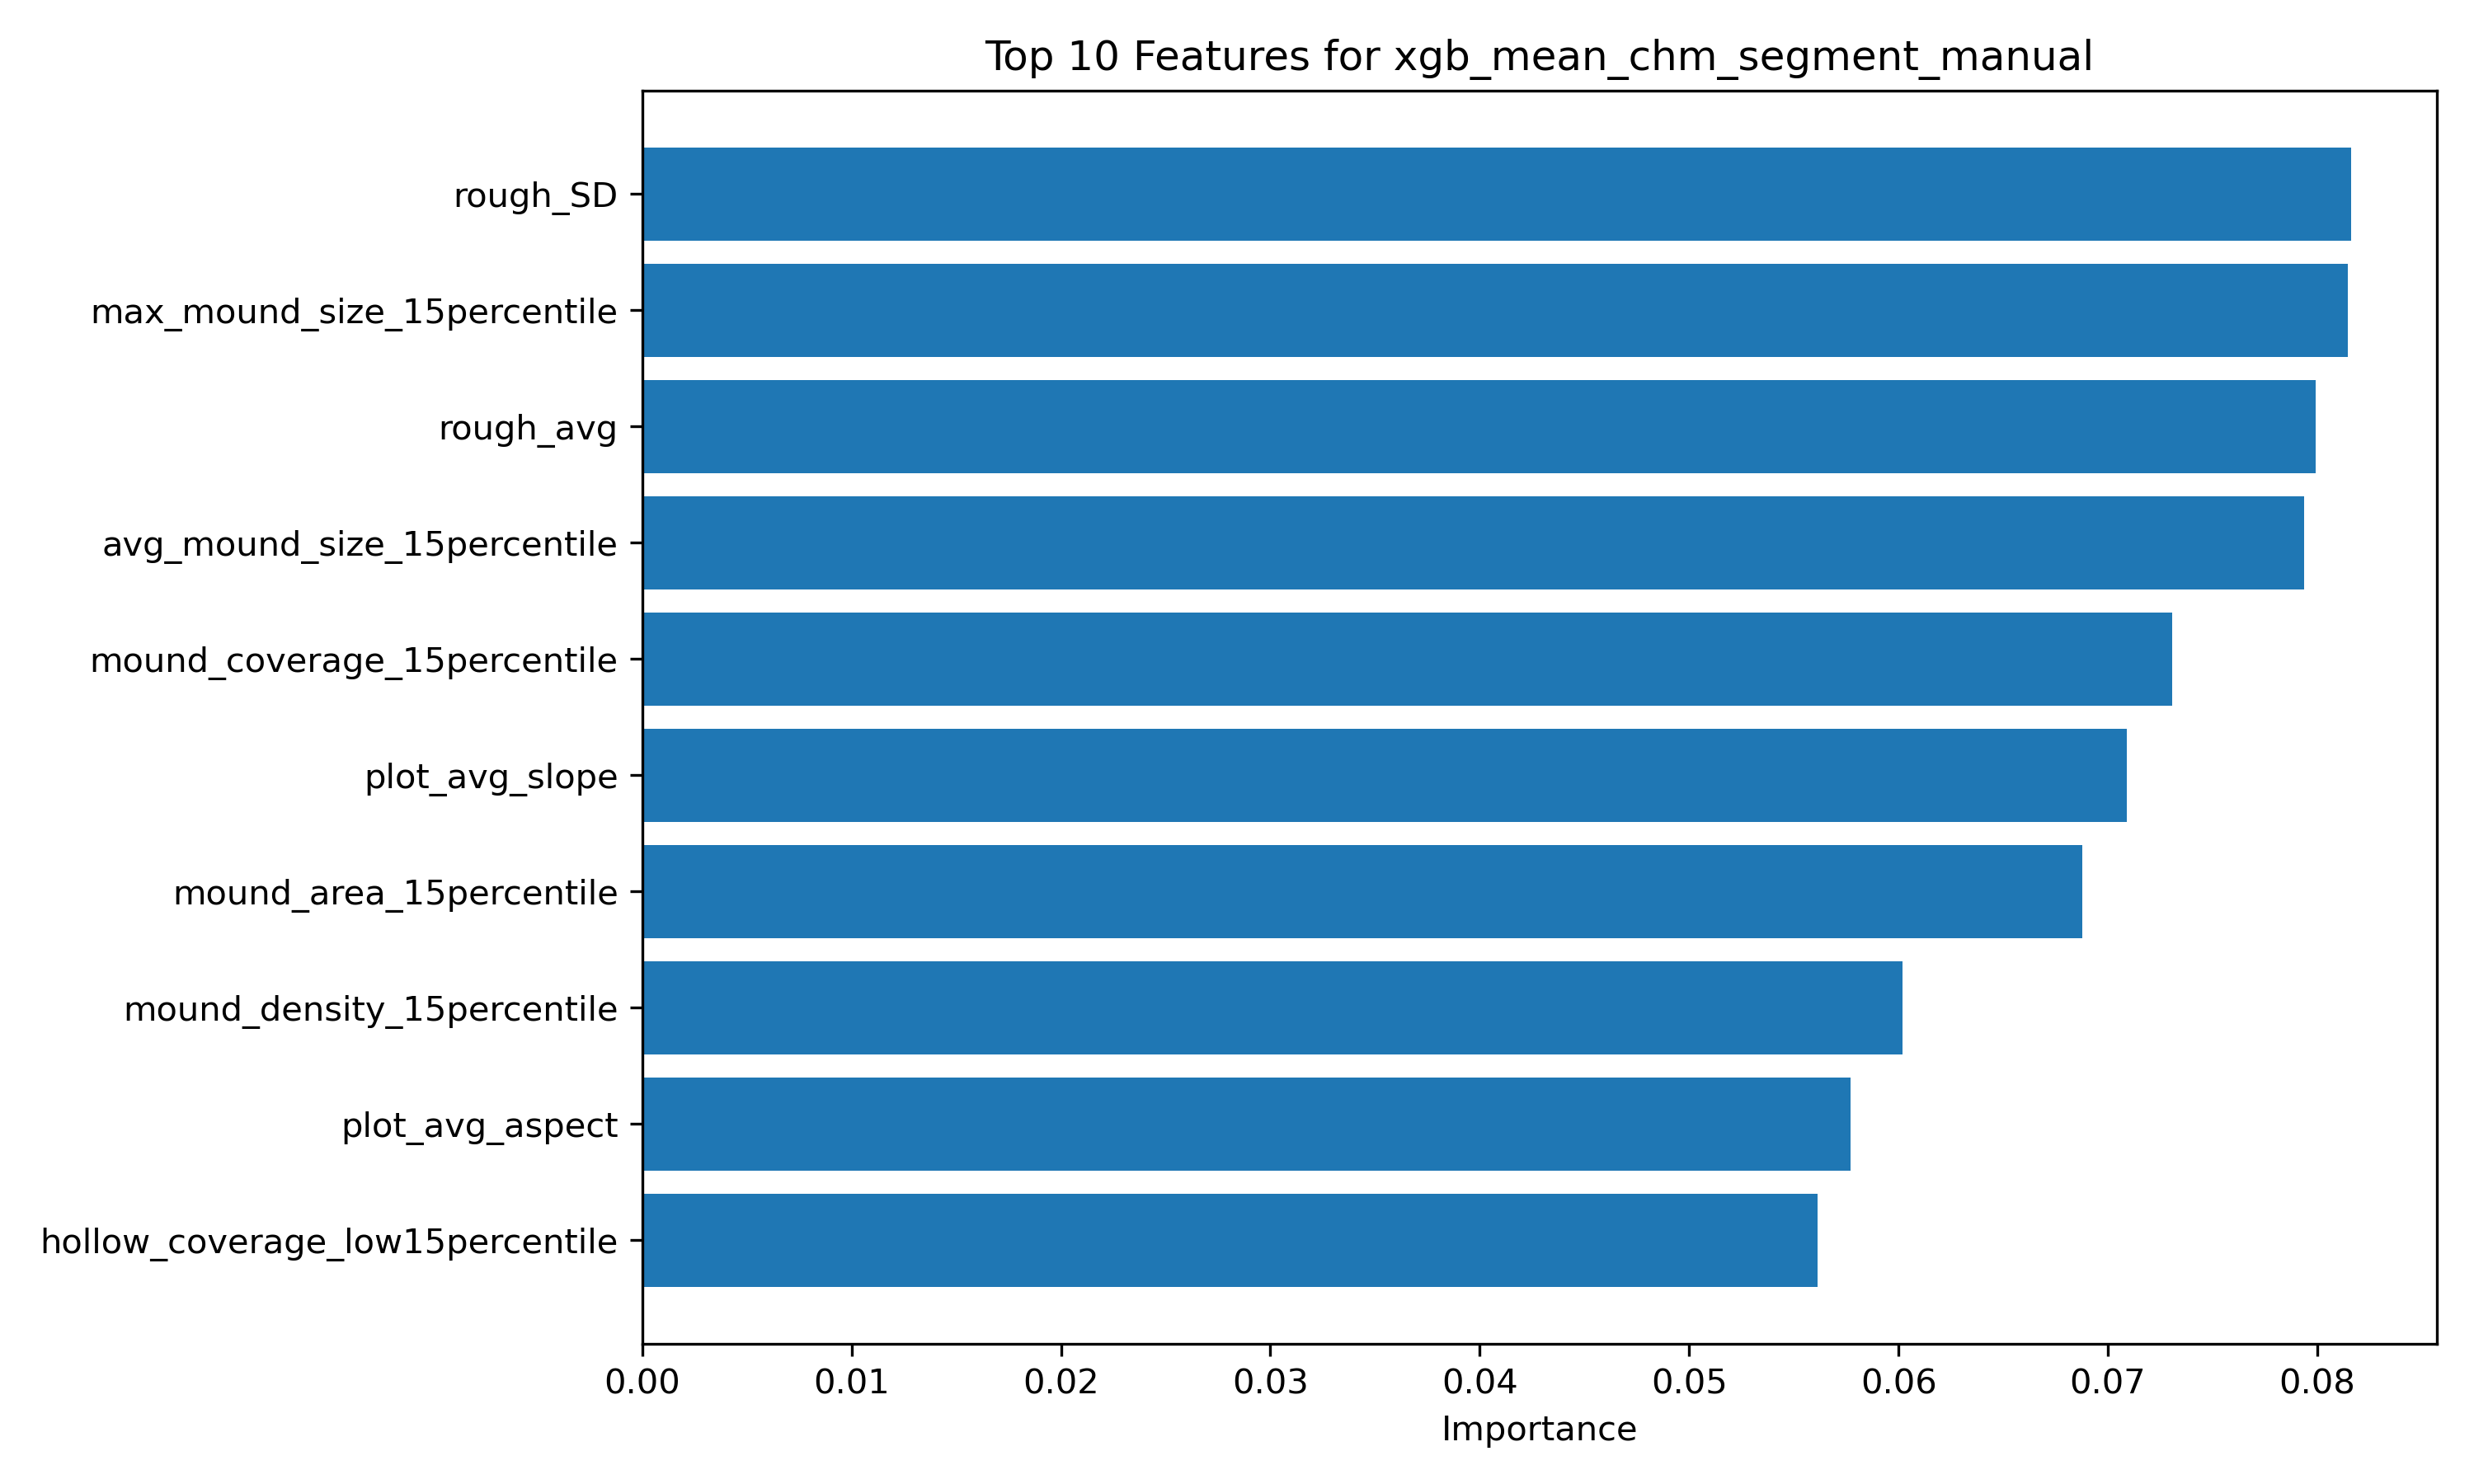 Top 10 Features for xgb_mean_chm_segment_manual
rough_SD
max_mound_size_15percentile
rough_avg
avg_mound_size_15percentile
mound_coverage_15percentile
plot_avg_slope
mound_area_15percentile
mound_density_15percentile
plot_avg_aspect
hollow_coverage_low15percentile
0.00 0.01 0.02 0.03 0.04 0.05 0.06 0.07 0.08
Importance